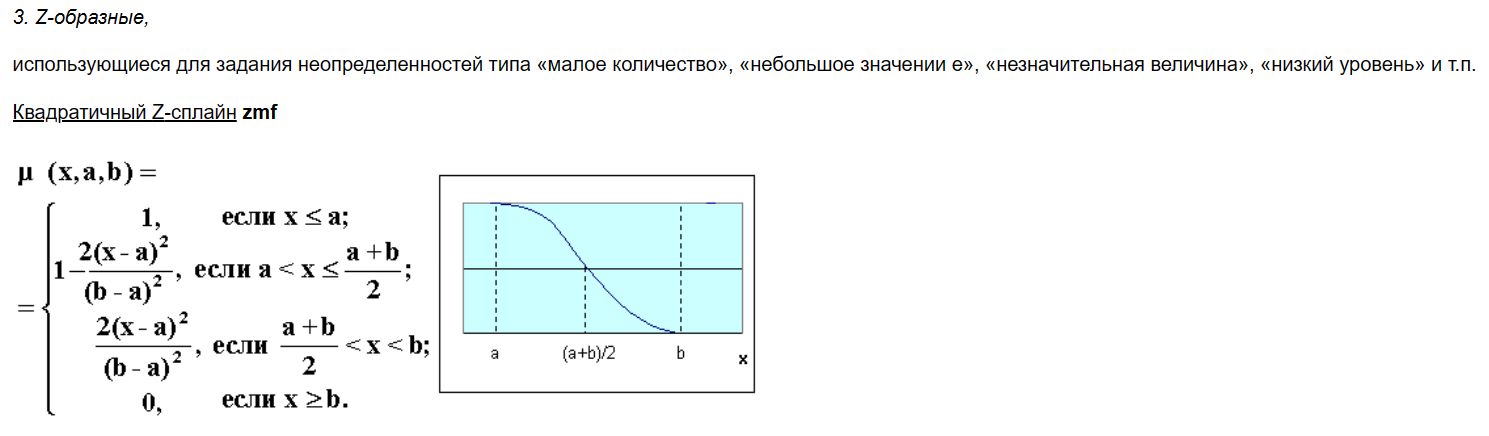 3. Z-образные,
использующиеся для задания неопределенностей типа «малое количество», «небольшое значении е», «незначительная величина», «низкий уровень» и т.п.
Квадратичный Z-сплайн zmf
μ (x,a,b) =
= { 1, если x ≤ a;
1 - 2(x - a)² / (b - a)², если a < x ≤ a + b / 2;
2(x - a)² / (b - a)², если a + b / 2 < x < b;
0, если x ≥ b.
a (a+b)/2 b x